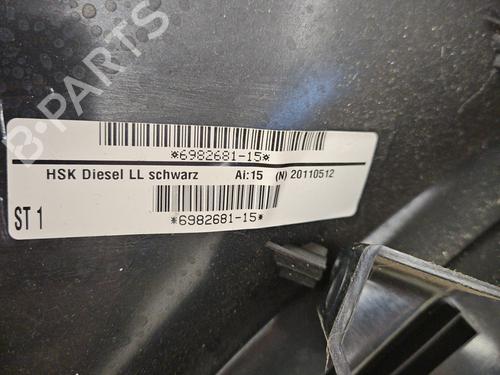 B-PARTS
*6982681-15*
HSK Diesel LL schwarz Ai:15 (N) 20110512
ST 1 *6982681-15*